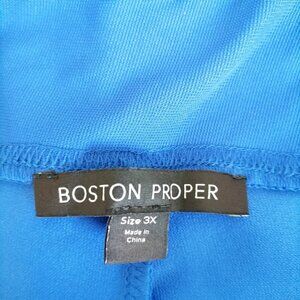 BOSTON PROPER
Size 3X
Made In
China